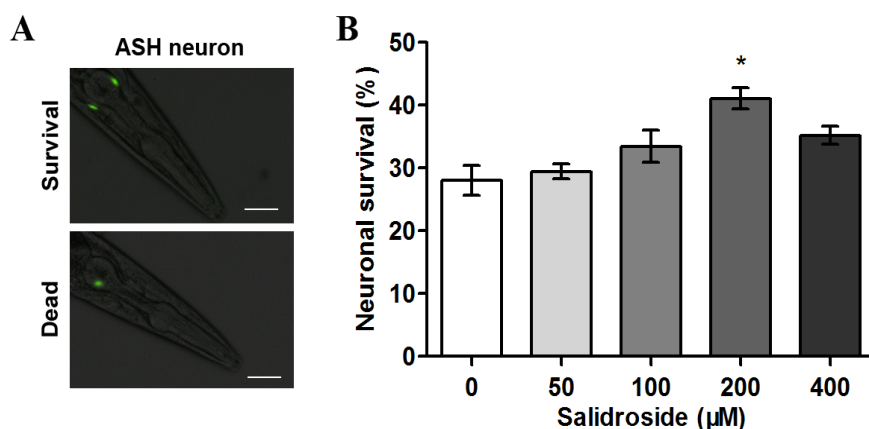 A
ASH neuron
Survival
Dead
B
Neuronal survival (%)
50
40
30
20
10
0
*
0 50 100 200 400
Salidroside (µM)